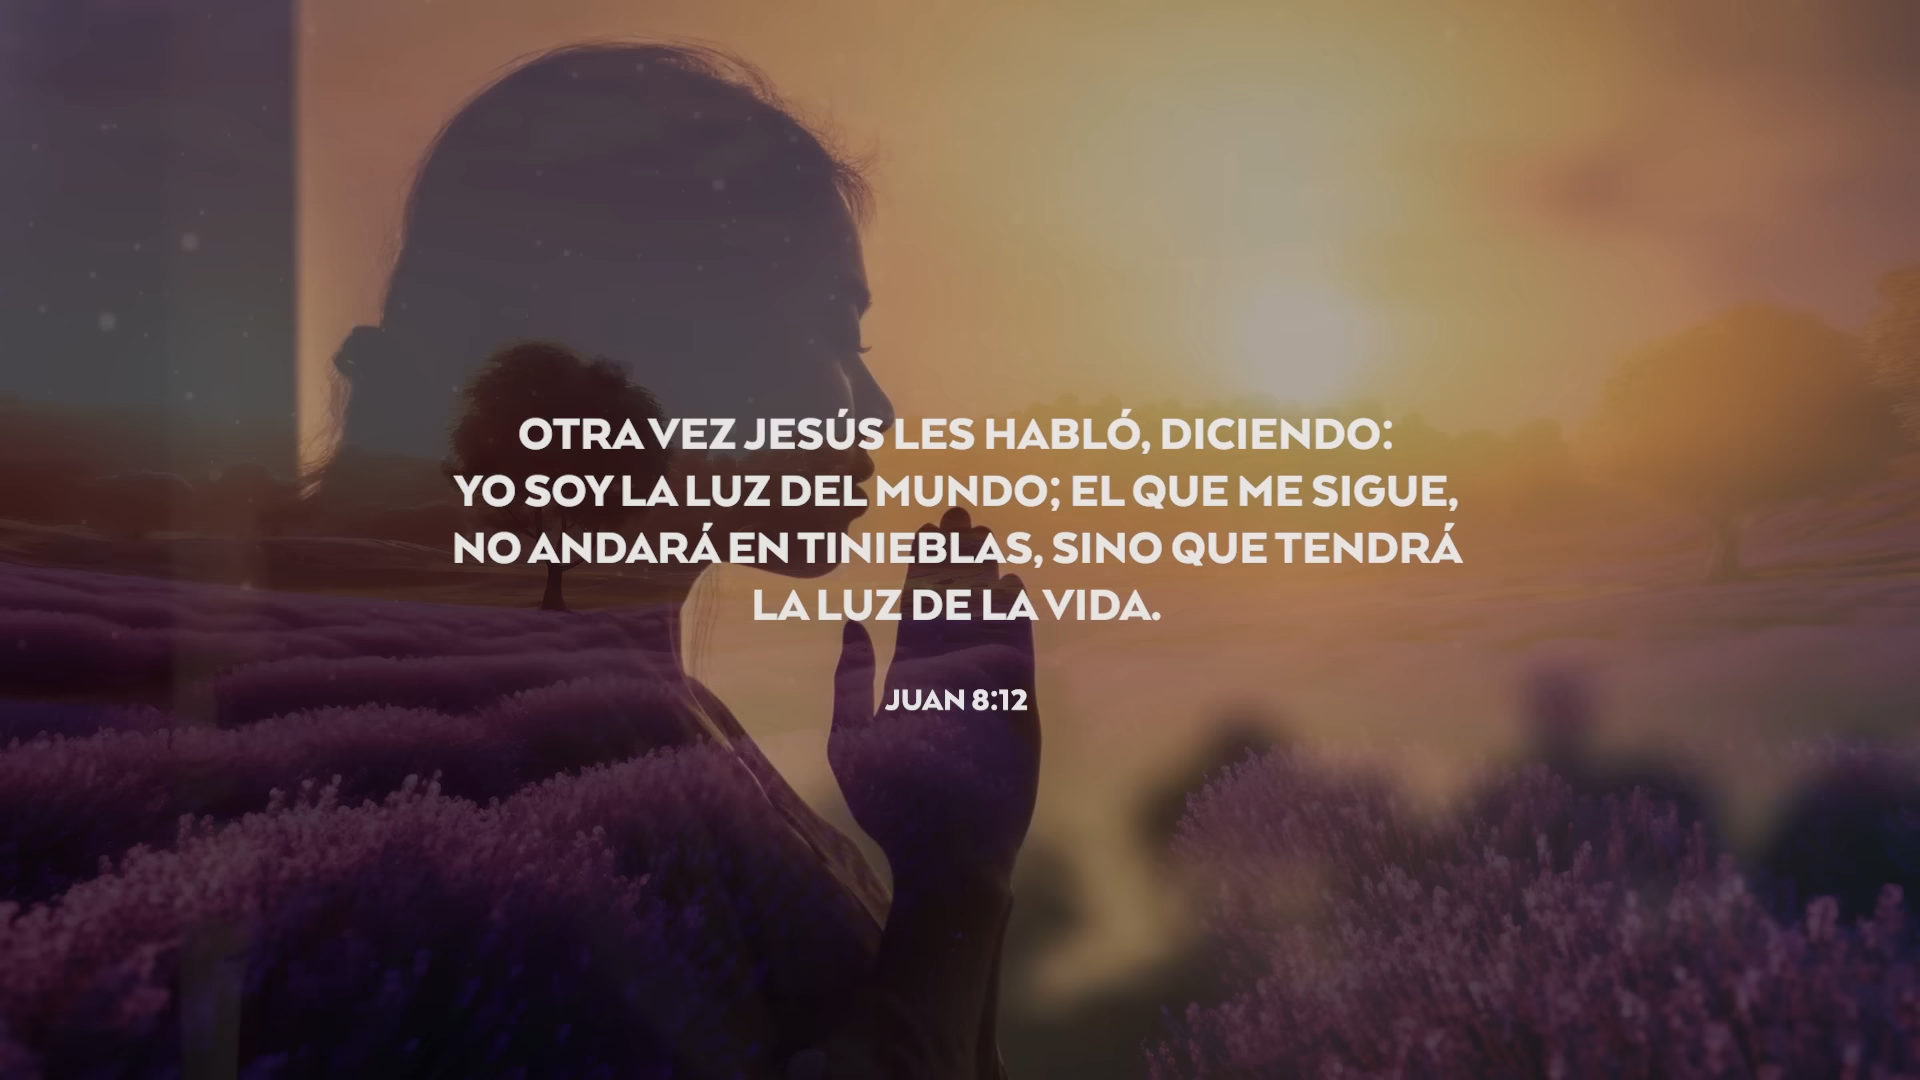 OTRA VEZ JESÚS LES HABLÓ, DICIENDO:
YO SOY LA LUZ DEL MUNDO; EL QUE ME SIGUE,
NO ANDARÁ EN TINIEBLAS, SINO QUE TENDRÁ
LA LUZ DE LA VIDA.
JUAN 8:12